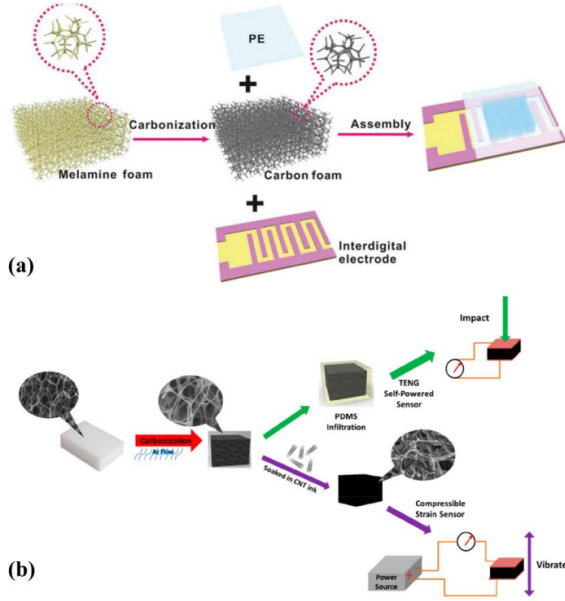 PE
Carbonization
Assembly
Melamine foam
Carbon foam
Interdigital
electrode
(a)
Impact
TENG
Self-Powered
Sensor
PDMS
Infiltration
Carbonization
Ar Flow
Soaked in CNT ink
Compressible
Strain Sensor
Power
Source
Vibrate
(b)